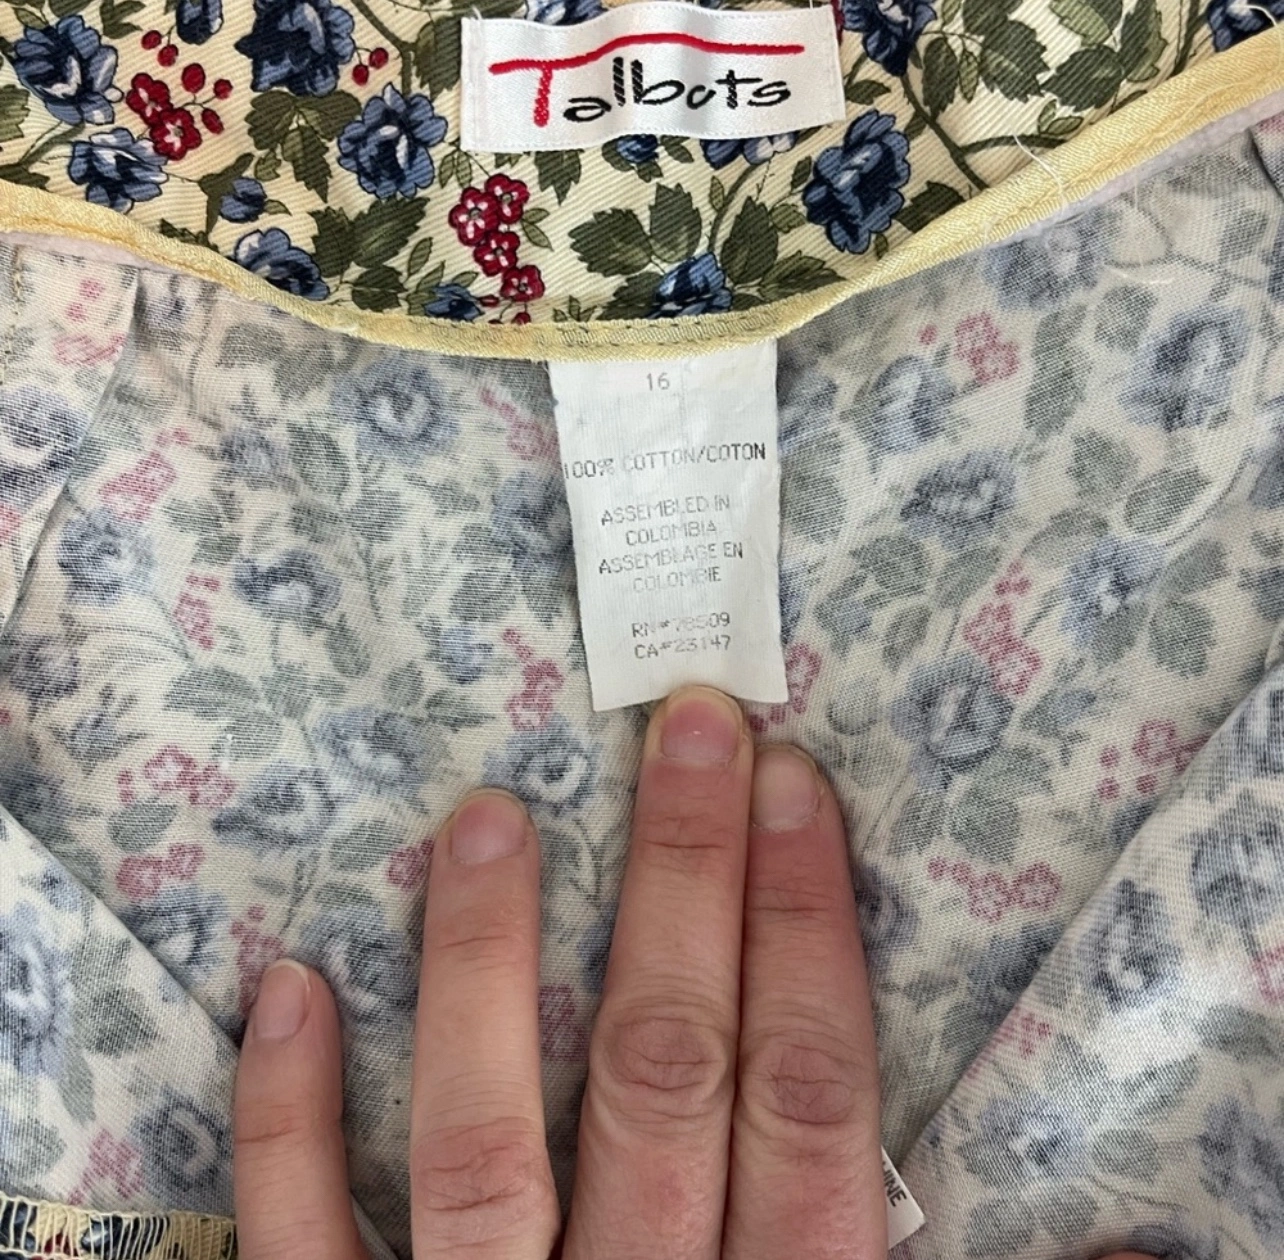 Talbots
16
100% COTTON/COTON
ASSEMBLED IN
COLOMBIA
ASSEMBLAGE EN
COLOMBIE
RN#78509
CA#23147